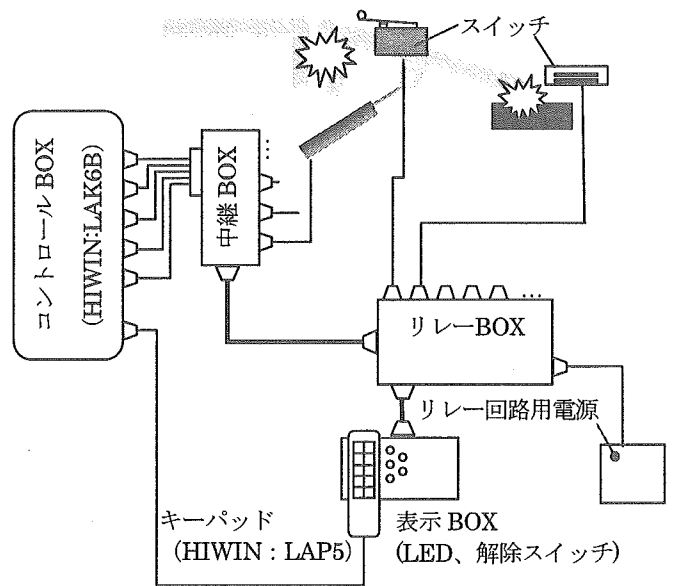 スイッチ
コントロールBOX
(HIWIN:LAK6B)
中継BOX
リレーBOX
リレー回路用電源
キーパッド
(HIWIN：LAP5)
表示BOX
(LED、解除スイッチ)